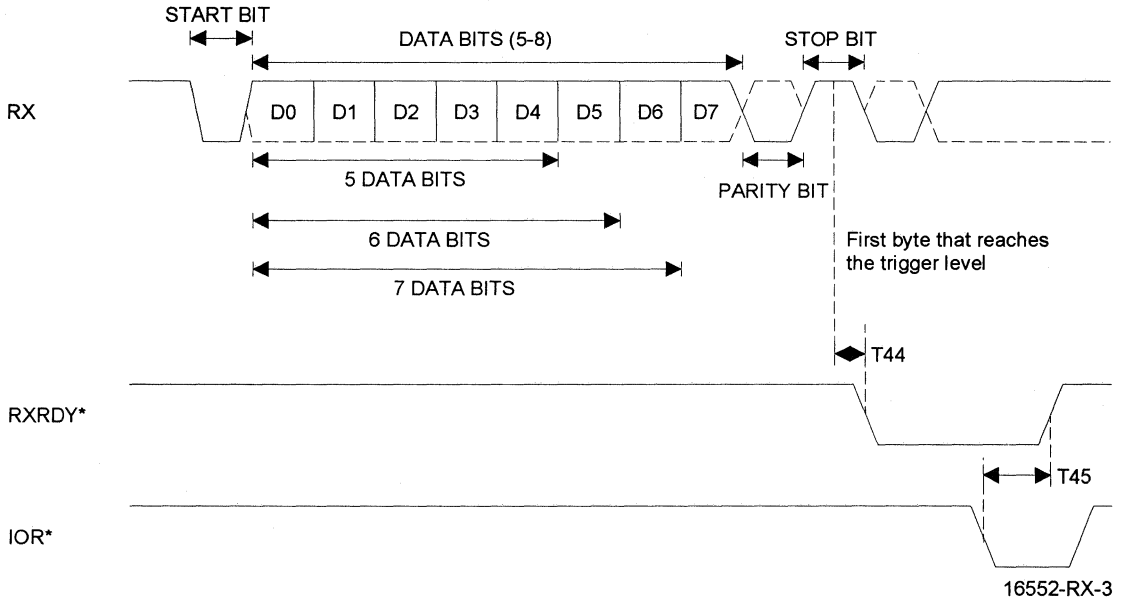 START BIT
DATA BITS (5-8)
STOP BIT
RX
D0 D1 D2 D3 D4 D5 D6 D7
5 DATA BITS
PARITY BIT
6 DATA BITS
First byte that reaches
the trigger level
7 DATA BITS
T44
RXRDY*
T45
IOR*
16552-RX-3